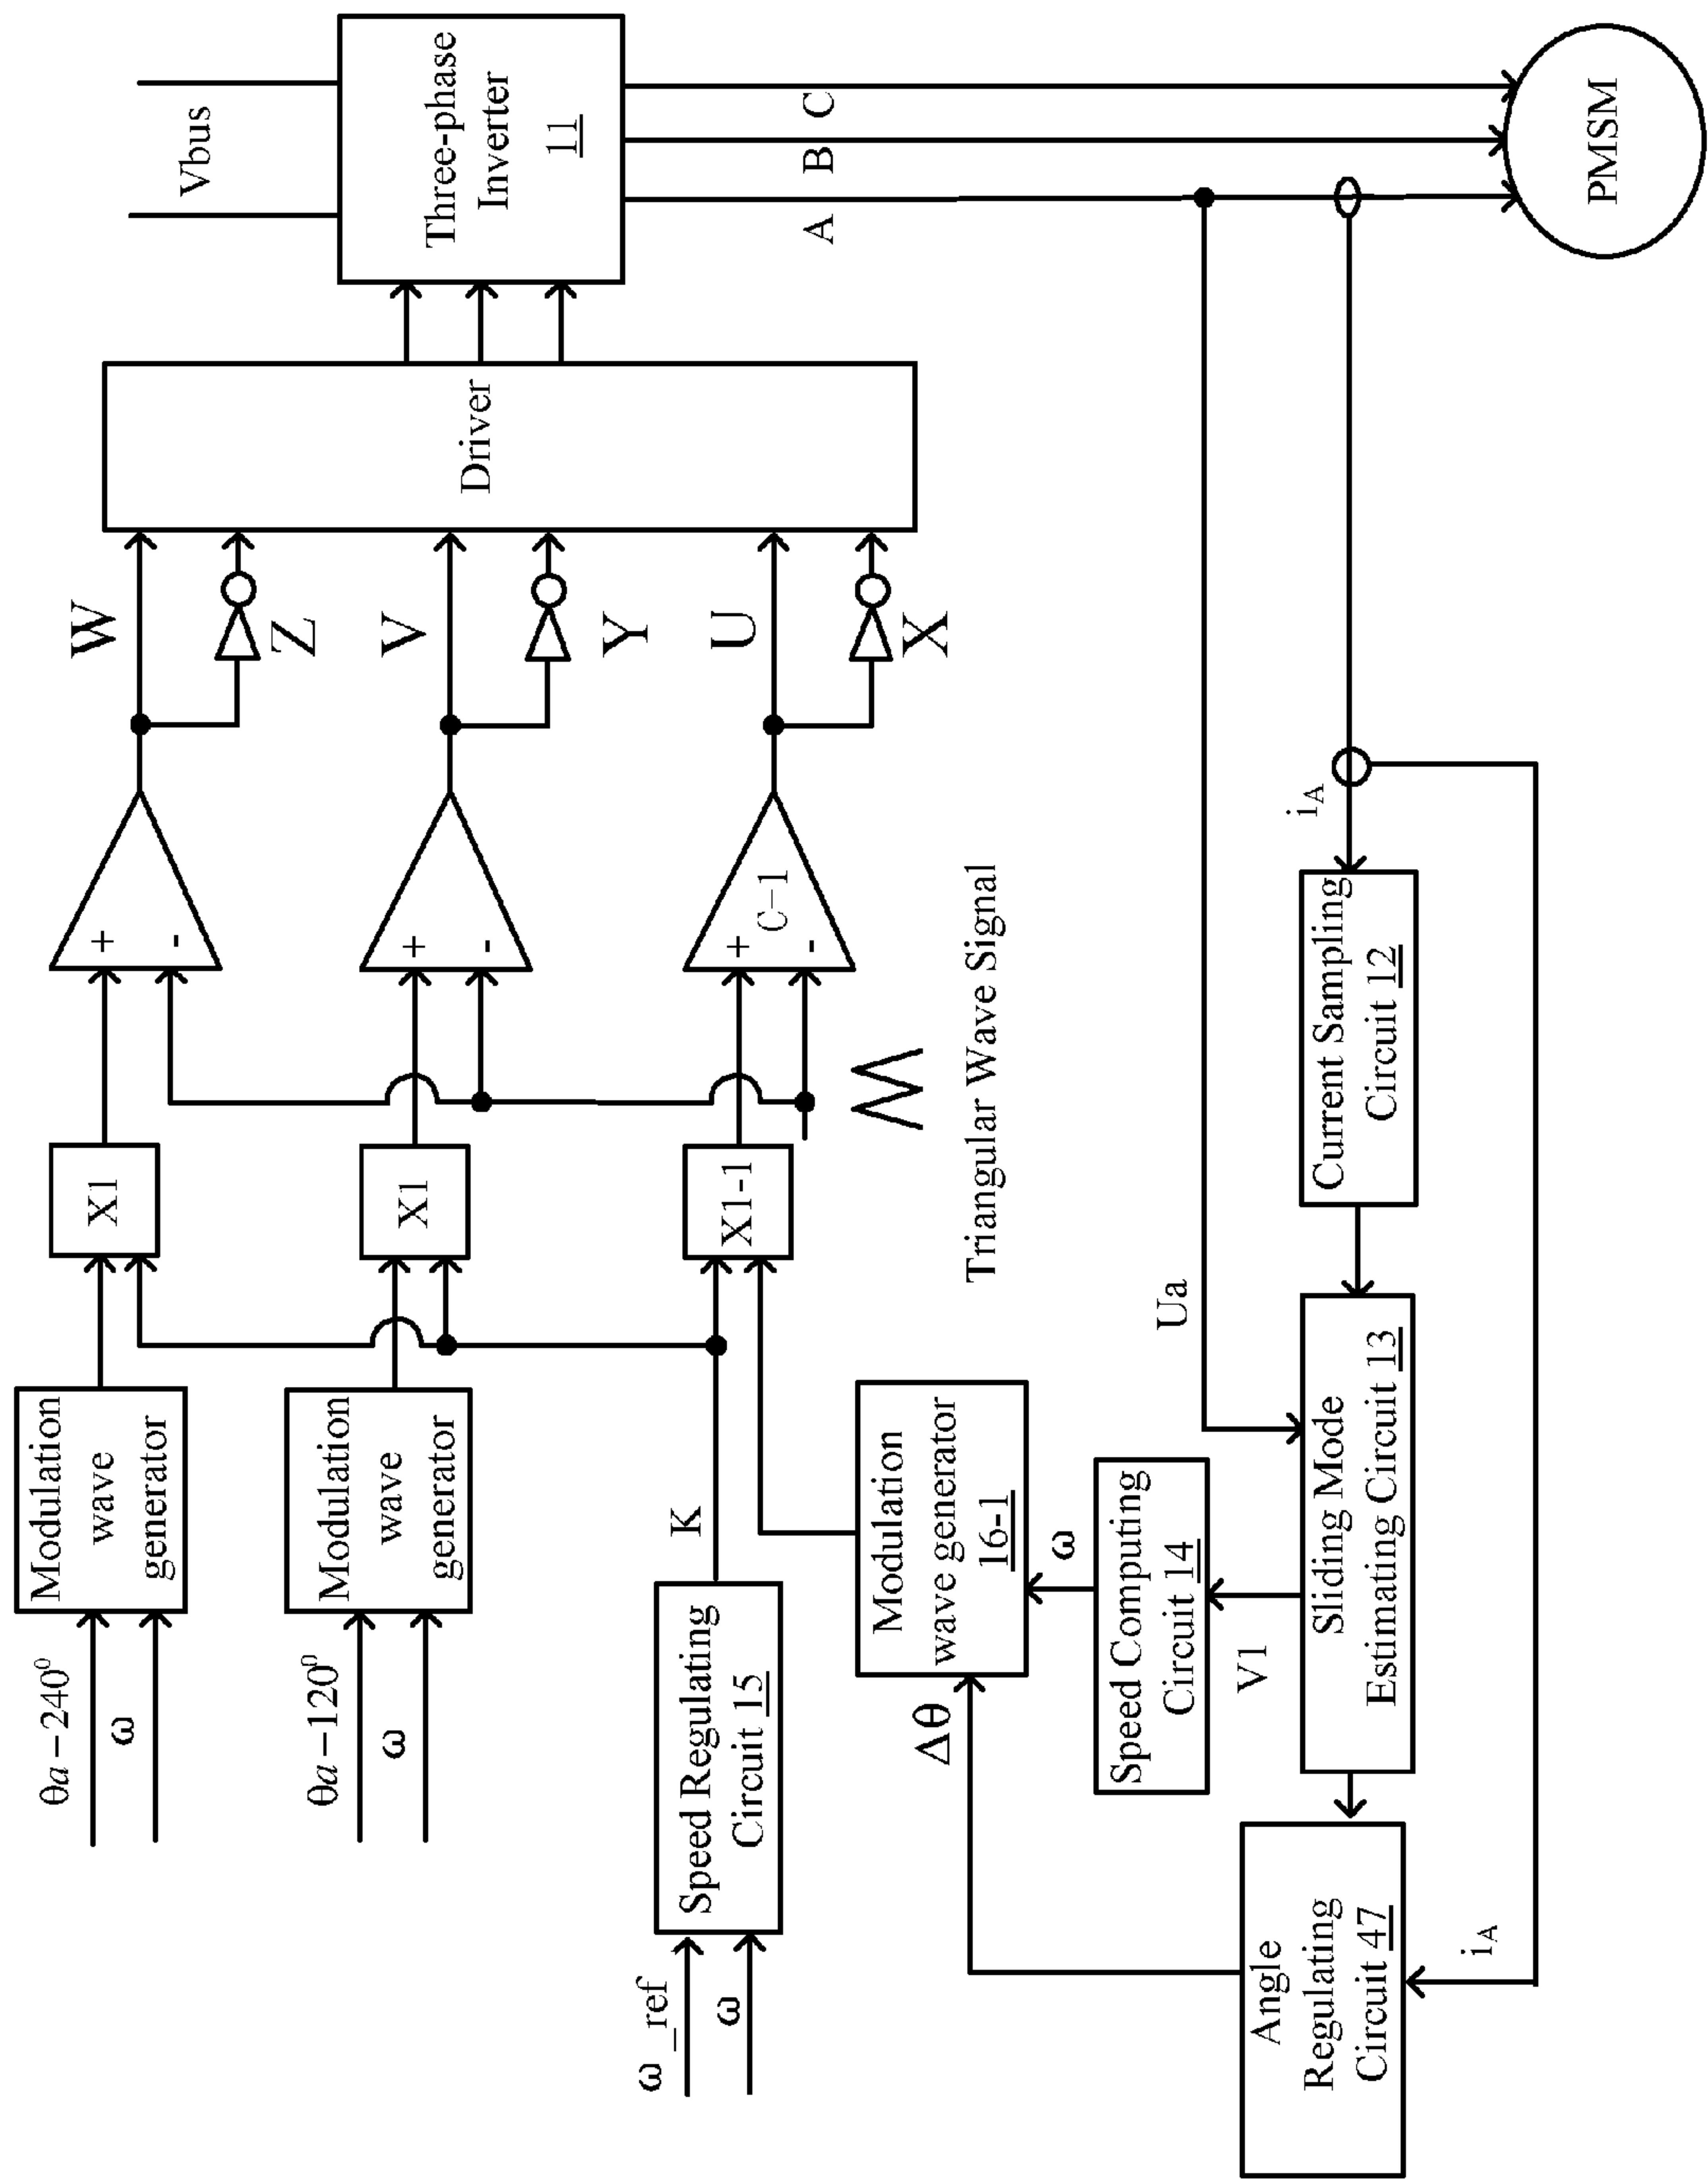 θa−240⁰
ω
Modulation
wave
generator
X1
+
-
W
Z
Vbus
θa−120⁰
ω
Modulation
wave
generator
X1
+
-
V
Y
Driver
Three-phase
Inverter
11
ω_ref
ω
Speed Regulating
Circuit 15
K
X1-1
+
-
C-1
U
X
A
B
C
Triangular Wave Signal
Δθ
Modulation
wave generator
16-1
ω
Speed Computing
Circuit 14
V1
Ua
Angle
Regulating
Circuit 47
Sliding Mode
Estimating Circuit 13
Current Sampling
Circuit 12
iA
iA
PMSM